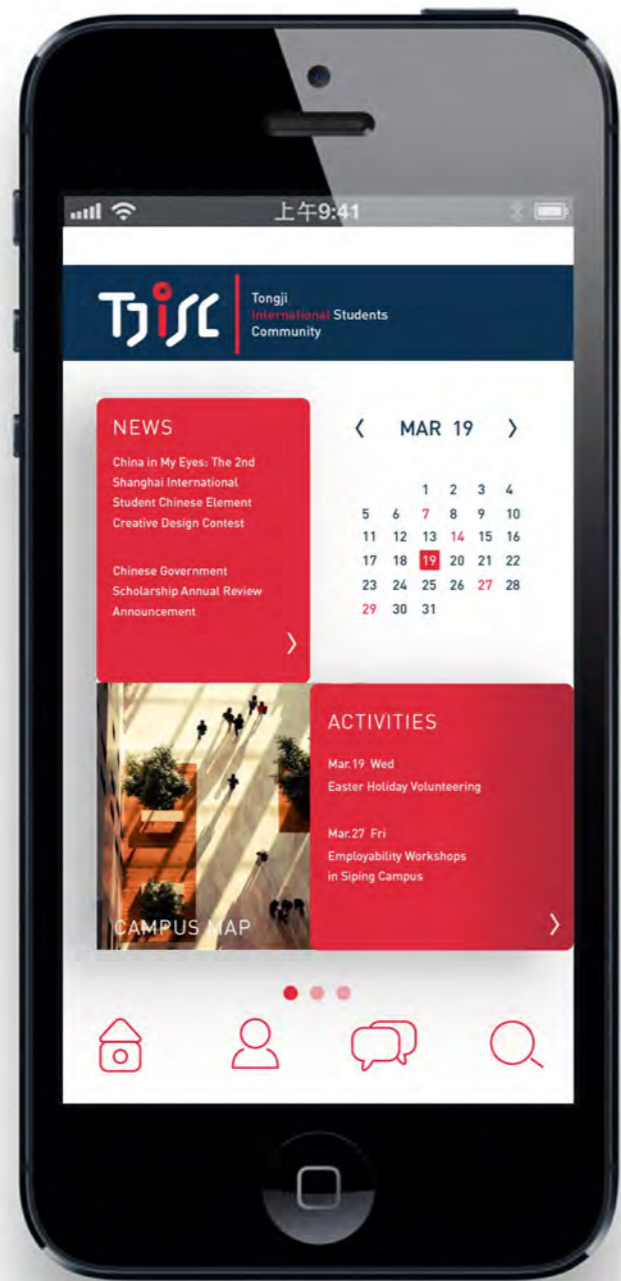 上午9:41
TJiSC
Tongji
International Students
Community
NEWS
China in My Eyes: The 2nd
Shanghai International
Student Chinese Element
Creative Design Contest
Chinese Government
Scholarship Annual Review
Announcement
MAR 19
1 2 3 4
5 6 7 8 9 10
11 12 13 14 15 16
17 18 19 20 21 22
23 24 25 26 27 28
29 30 31
CAMPUS MAP
ACTIVITIES
Mar.19 Wed
Easter Holiday Volunteering
Mar.27 Fri
Employability Workshops
in Siping Campus